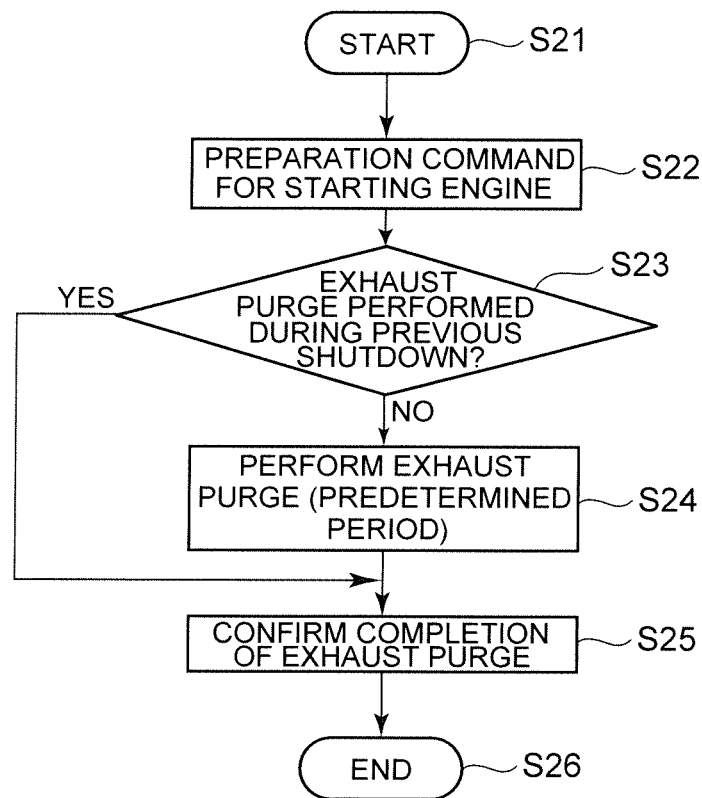 START
S21
PREPARATION COMMAND
FOR STARTING ENGINE
S22
EXHAUST
PURGE PERFORMED
DURING PREVIOUS
SHUTDOWN?
S23
YES
NO
PERFORM EXHAUST
PURGE (PREDETERMINED
PERIOD)
S24
CONFIRM COMPLETION
OF EXHAUST PURGE
S25
END
S26